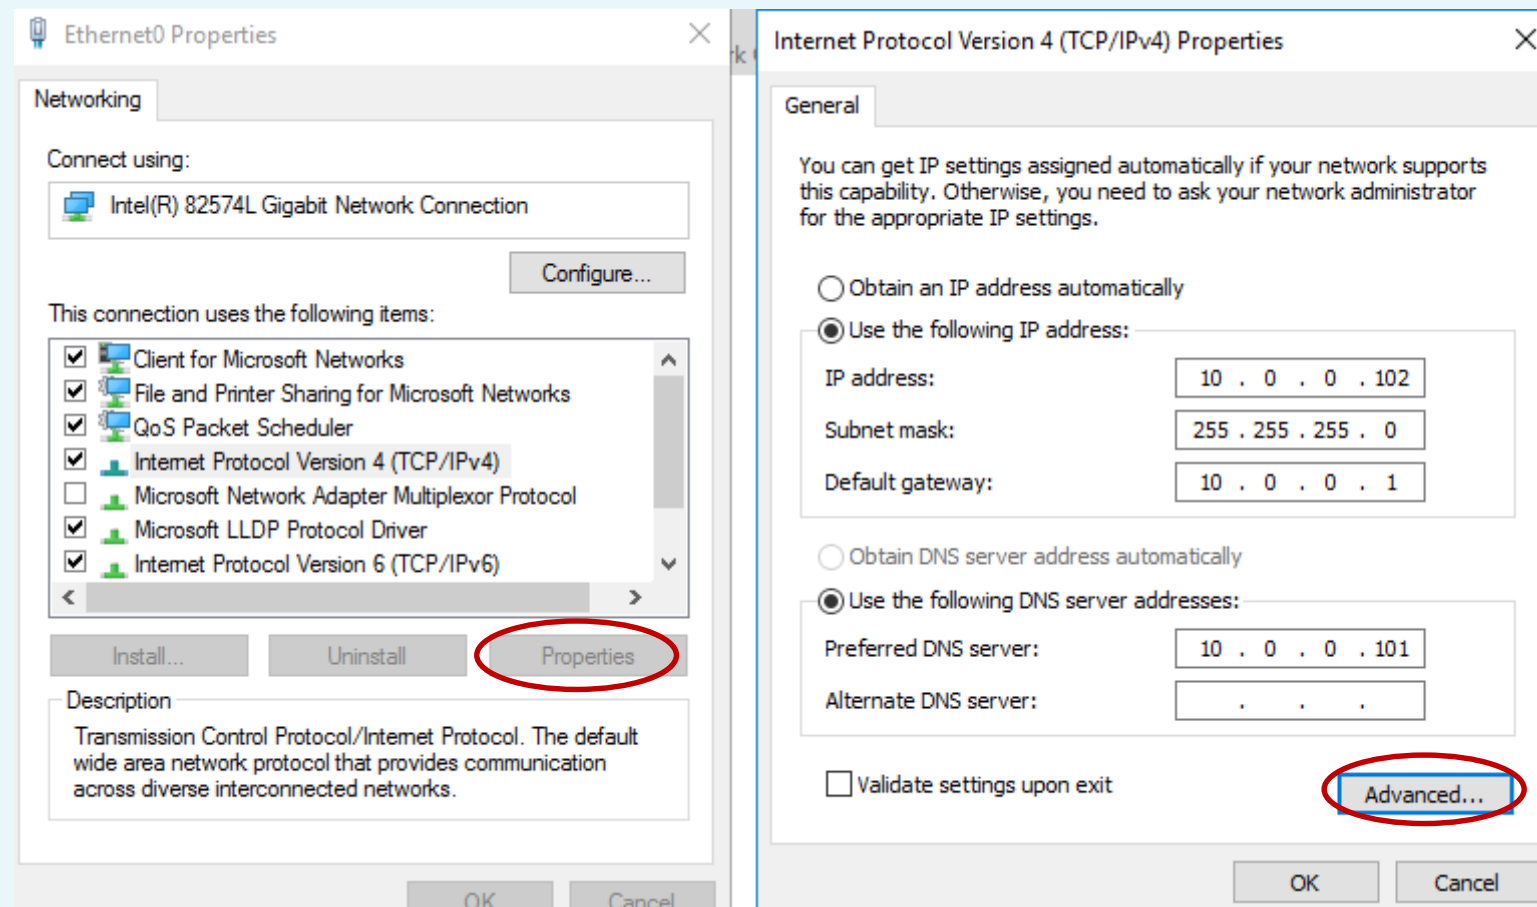 Ethernet0 Properties
Networking
Connect using:
Intel(R) 82574L Gigabit Network Connection
Configure...
This connection uses the following items:
Client for Microsoft Networks
File and Printer Sharing for Microsoft Networks
QoS Packet Scheduler
Internet Protocol Version 4 (TCP/IPv4)
Microsoft Network Adapter Multiplexor Protocol
Microsoft LLDP Protocol Driver
Internet Protocol Version 6 (TCP/IPv6)
Install...
Uninstall
Properties
Description
Transmission Control Protocol/Internet Protocol. The default
wide area network protocol that provides communication
across diverse interconnected networks.
OK
Cancel
Internet Protocol Version 4 (TCP/IPv4) Properties
General
You can get IP settings assigned automatically if your network supports
this capability. Otherwise, you need to ask your network administrator
for the appropriate IP settings.
Obtain an IP address automatically
Use the following IP address:
IP address: 10 . 0 . 0 . 102
Subnet mask: 255 . 255 . 255 . 0
Default gateway: 10 . 0 . 0 . 1
Obtain DNS server address automatically
Use the following DNS server addresses:
Preferred DNS server: 10 . 0 . 0 . 101
Alternate DNS server: . . .
Validate settings upon exit
Advanced...
OK
Cancel